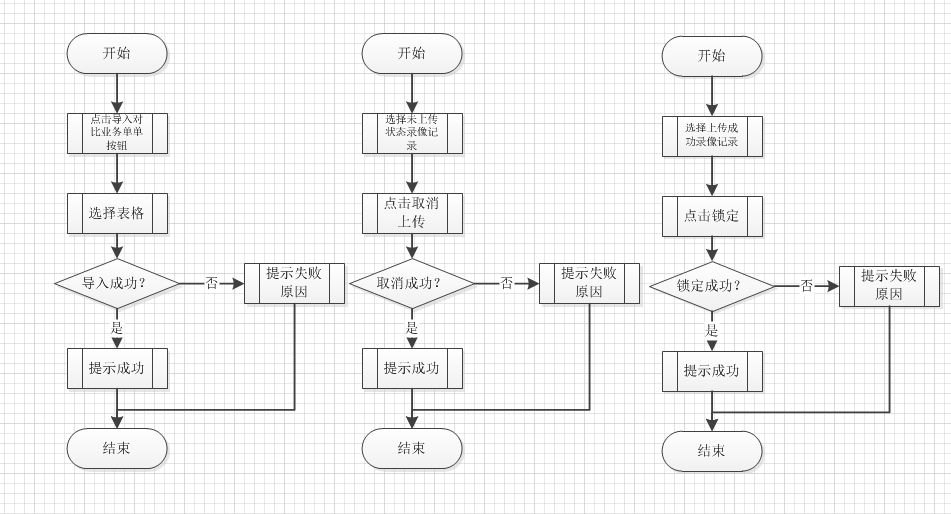 开始
点击导入对
比业务单单
按钮
选择表格
导入成功?
否
提示失败
原因
是
提示成功
结束
开始
选择未上传
状态录像记
录
点击取消
上传
取消成功?
否
提示失败
原因
是
提示成功
结束
开始
选择上传成
功录像记录
点击锁定
锁定成功?
否
提示失败
原因
是
提示成功
结束